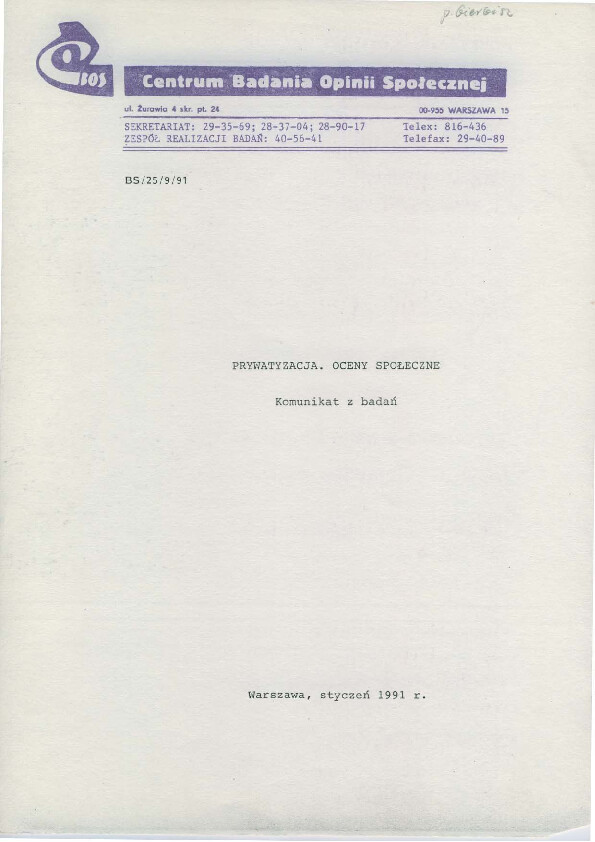 BOS
Centrum Badania Opinii Społecznej
ul. Żurawia 4 skr. pt. 24 00-955 WARSZAWA 15
SEKRETARIAT: 29-35-69; 28-37-04; 28-90-17 Telex: 816-436
ZESPÓŁ REALIZACJI BADAŃ: 40-56-41 Telefax: 29-40-89
BS/25/9/91
PRYWATYZACJA. OCENY SPOŁECZNE
Komunikat z badań
Warszawa, styczeń 1991 r.